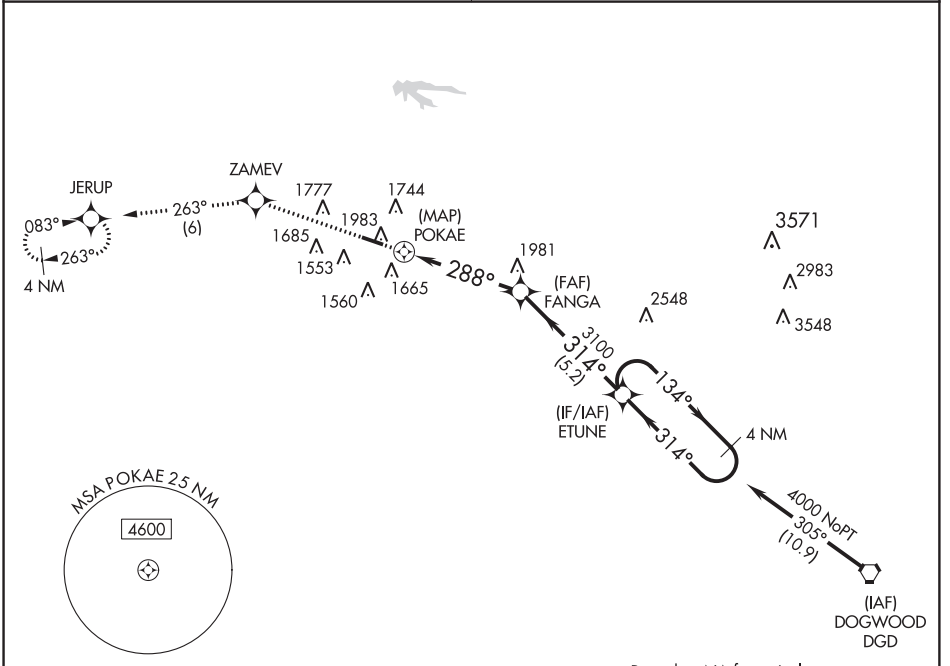 ZAMEV
JERUP
1777
1744
083°
263°
(6)
1983
(MAP)
POKAE
1685
3571
263°
1553
288°
1981
2983
4 NM
1560
1665
(FAF)
FANGA
2548
3548
3100
314°
(5.2)
134°
(IF/IAF)
ETUNE
314°
4 NM
MSA POKAE 25 NM
4600
4000 NoPT
305°
(10.9)
(IAF)
DOGWOOD
DGD